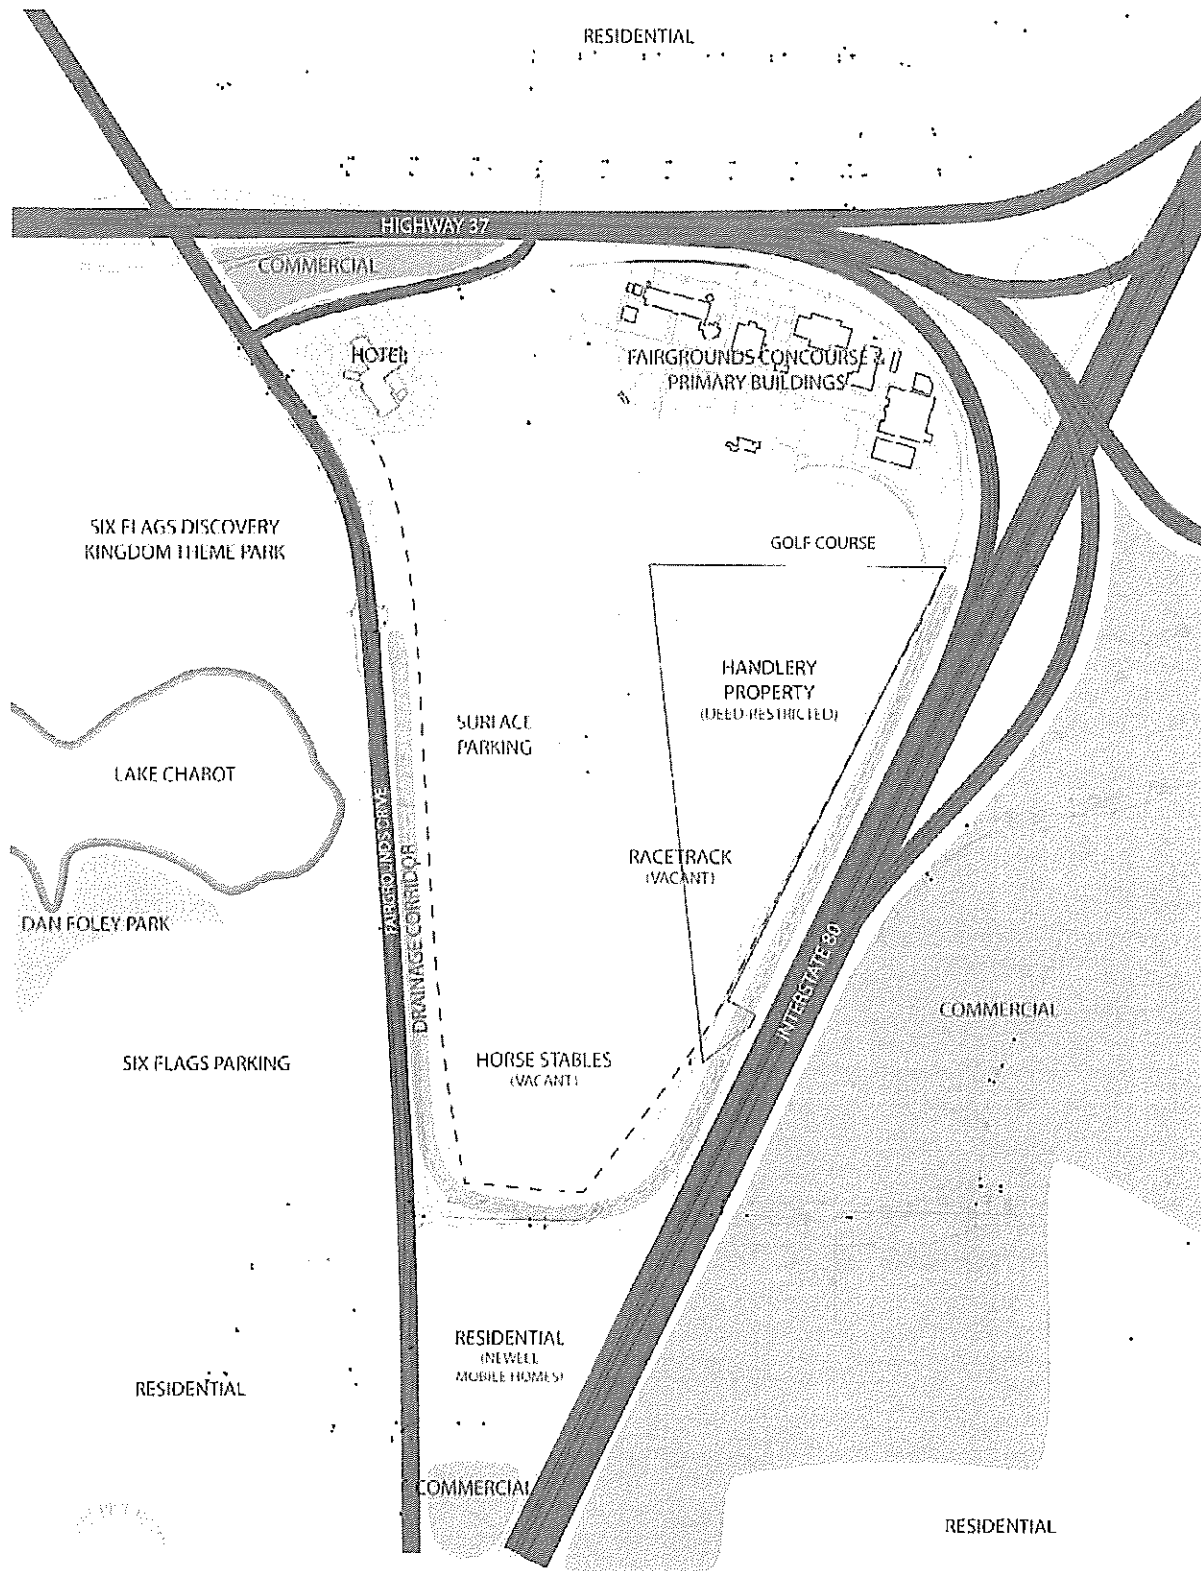 RESIDENTIAL
HIGHWAY 37
COMMERCIAL
HOTEL
FAIRGROUNDS CONCOURSE &
PRIMARY BUILDINGS
SIX FLAGS DISCOVERY
KINGDOM THEME PARK
GOLF COURSE
HANDLERY
PROPERTY
(DEED-RESTRICTED)
SURFACE
PARKING
LAKE CHABOT
FAIRGROUNDS DRIVE
DRAINAGE CORRIDOR
RACETRACK
(VACANT)
DAN FOLEY PARK
INTERSTATE 80
COMMERCIAL
SIX FLAGS PARKING
HORSE STABLES
(VACANT)
RESIDENTIAL
(NEWELL
MOBILE HOMES)
RESIDENTIAL
COMMERCIAL
RESIDENTIAL